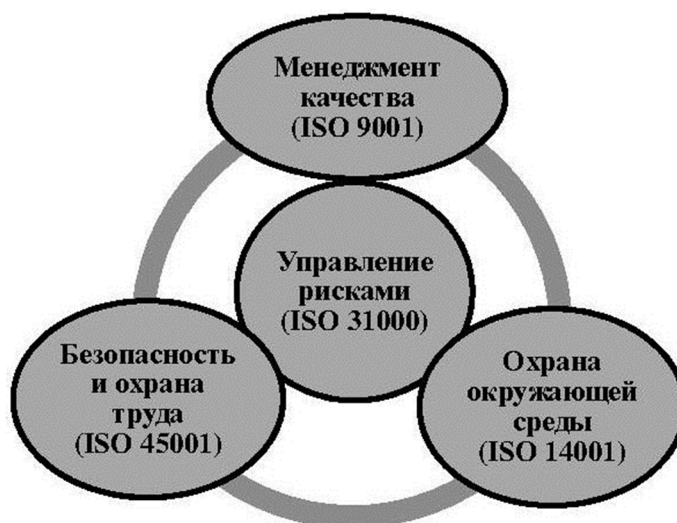 Менеджмент
качества
(ISO 9001)
Управление
рисками
(ISO 31000)
Безопасность
и охрана
труда
(ISO 45001)
Охрана
окружающей
среды
(ISO 14001)